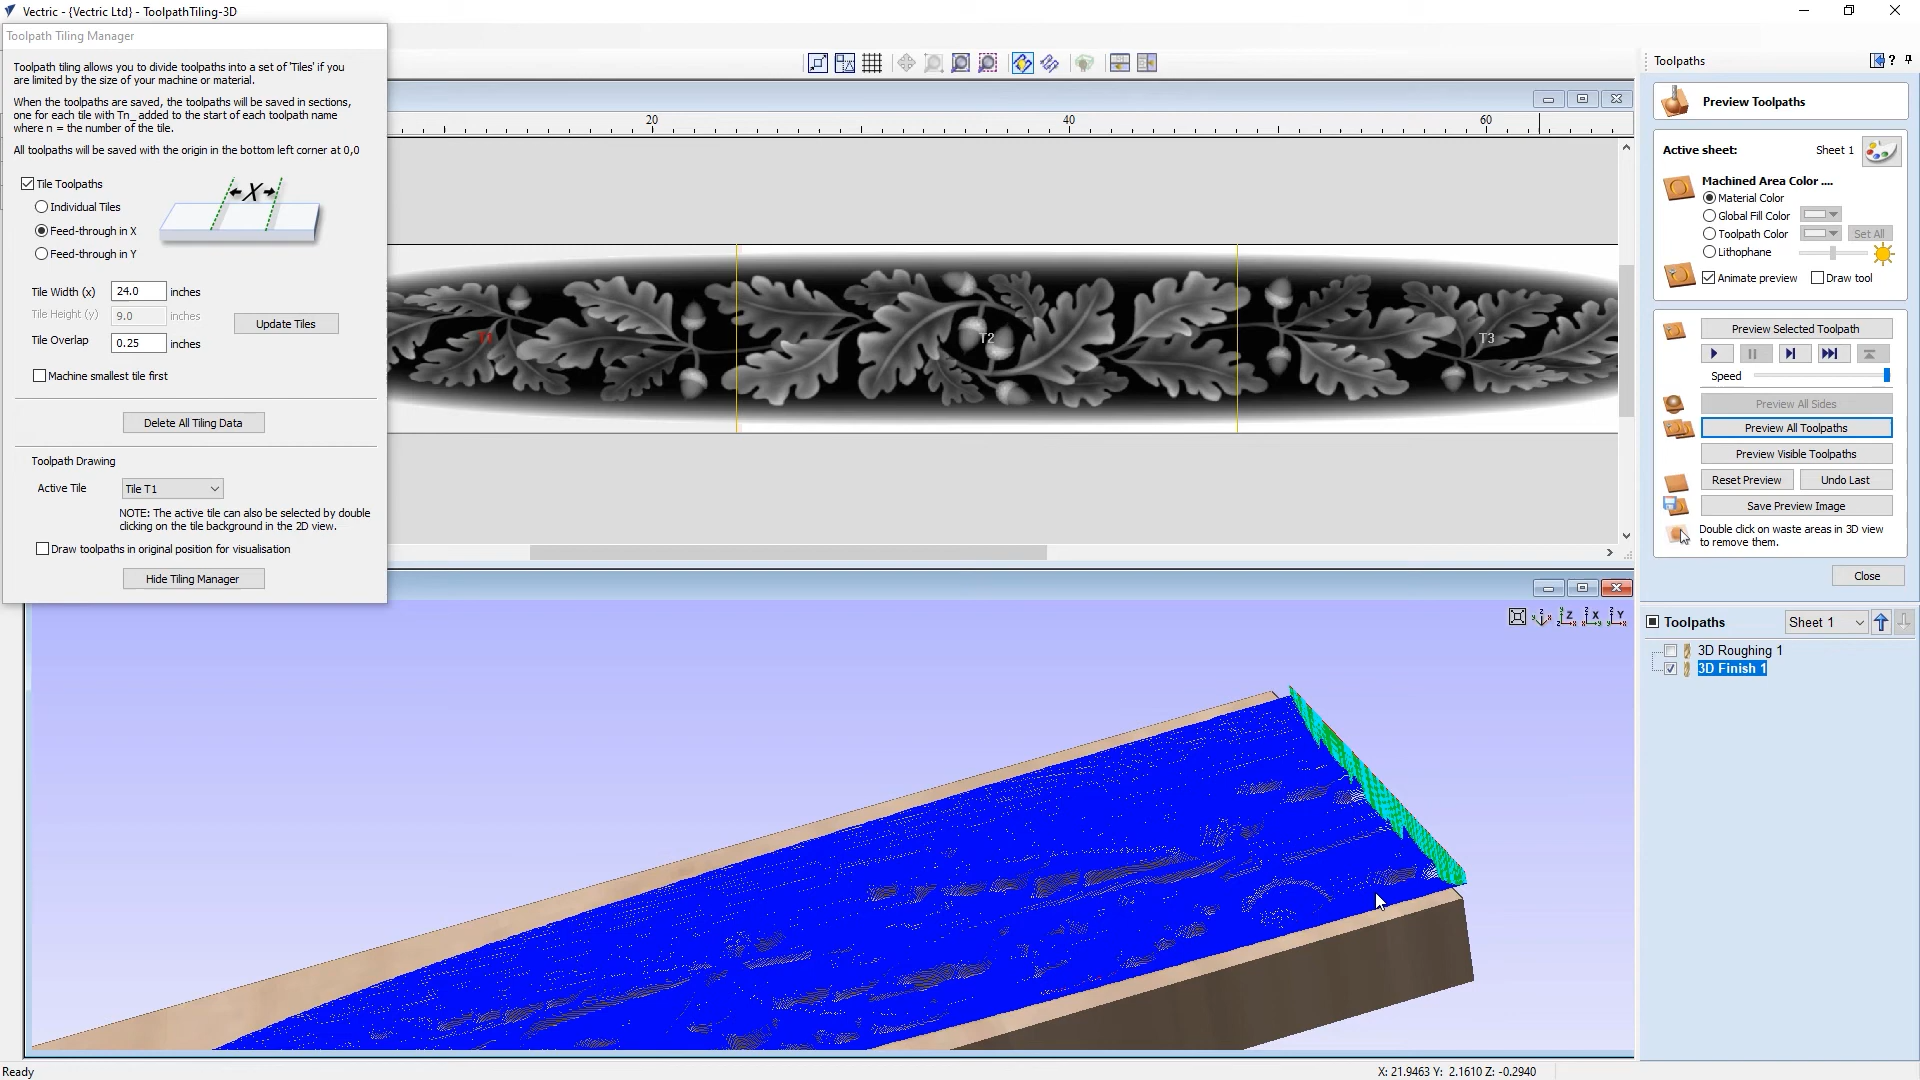 Vectric - {Vectric Ltd} - ToolpathTiling-3D
Toolpath Tiling Manager
Toolpath tiling allows you to divide toolpaths into a set of 'Tiles' if you
are limited by the size of your machine or material.
When the toolpaths are saved, the toolpaths will be saved in sections,
one for each tile with Tn_ added to the start of each toolpath name
where n = the number of the tile.
All toolpaths will be saved with the origin in the bottom left corner at 0,0
Tile Toolpaths
Individual Tiles
Feed-through in X
Feed-through in Y
X
Tile Width (x) 24.0 inches
Tile Height (y) 9.0 inches
Update Tiles
Tile Overlap 0.25 inches
Machine smallest tile first
Delete All Tiling Data
Toolpath Drawing
Active Tile Tile T1
NOTE: The active tile can also be selected by double
clicking on the tile background in the 2D view.
Draw toolpaths in original position for visualisation
Hide Tiling Manager
20 40 60
T1 T2 T3
Toolpaths
Preview Toolpaths
Active sheet: Sheet 1
Machined Area Color ....
Material Color
Global Fill Color
Toolpath Color Set All
Lithophane
Animate preview Draw tool
Preview Selected Toolpath
Speed
Preview All Sides
Preview All Toolpaths
Preview Visible Toolpaths
Reset Preview Undo Last
Save Preview Image
Double click on waste areas in 3D view
to remove them.
Close
Toolpaths Sheet 1
3D Roughing 1
3D Finish 1
Ready
X: 21.9463 Y: 2.1610 Z: -0.2940